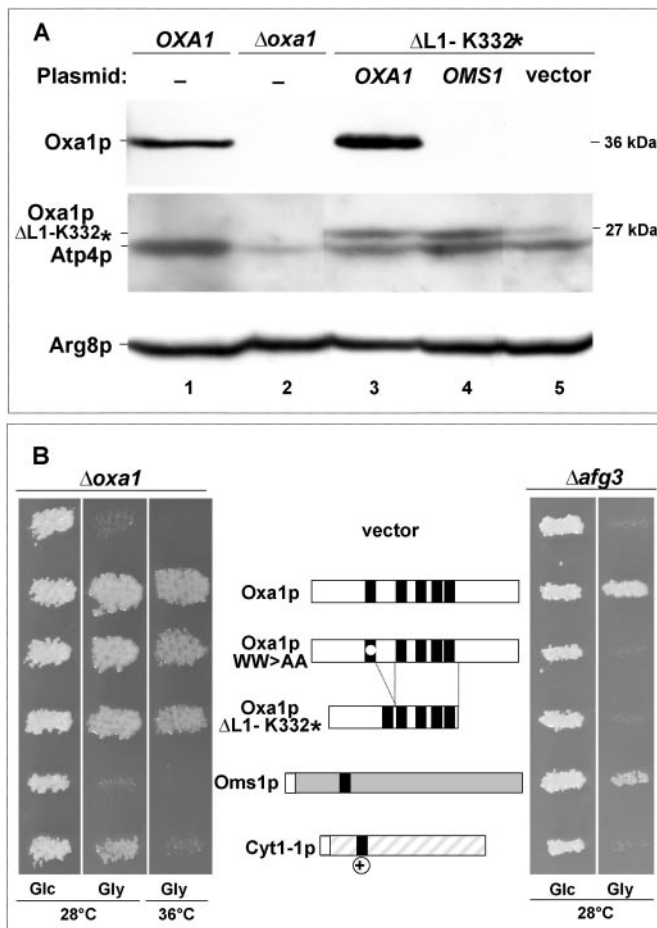 A
OXA1 Δoxa1 ΔL1- K332*
Plasmid: – – OXA1 OMS1 vector
Oxa1p – 36 kDa
Oxa1p
ΔL1-K332* – 27 kDa
Atp4p
Arg8p
1 2 3 4 5
B
Δoxa1 Δafg3
vector
Oxa1p
Oxa1p
WW>AA
Oxa1p
ΔL1- K332*
Oms1p
Cyt1-1p
+
Glc Gly Gly Glc Gly
28°C 36°C 28°C